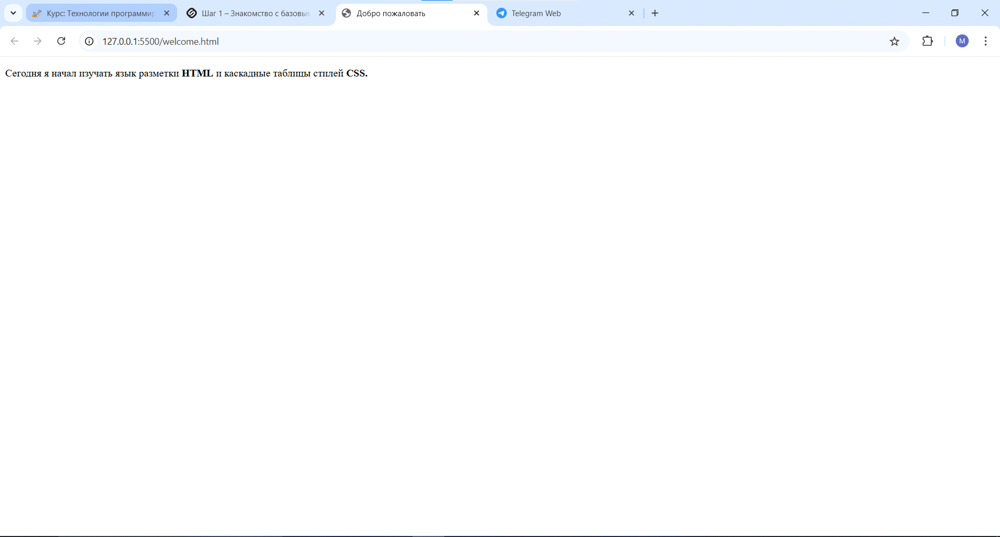 Курс: Технологии программир
Шаг 1 – Знакомство с базовы
Добро пожаловать
Telegram Web
127.0.0.1:5500/welcome.html
M
Сегодня я начал изучать язык разметки HTML и каскадные таблицы стилей CSS.